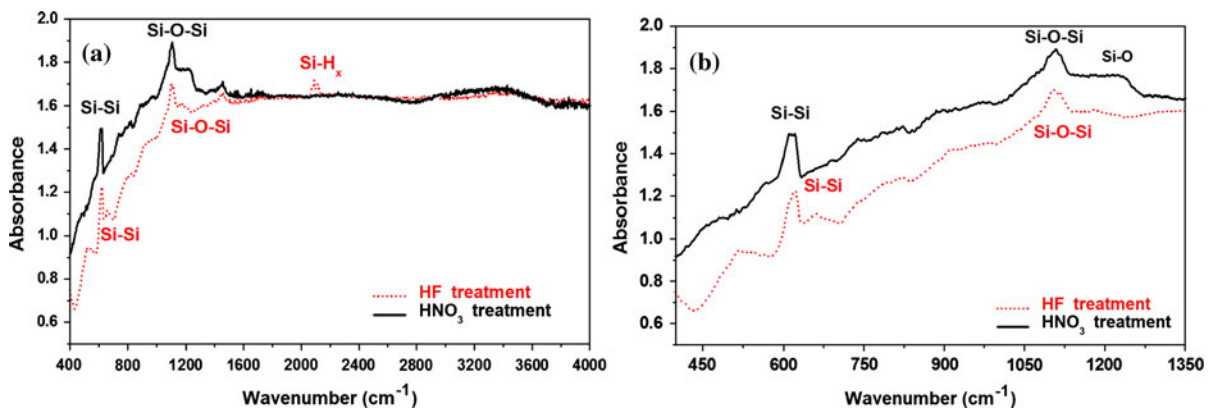 (a)
Si-O-Si
Si-Hx
Si-Si
Si-O-Si
Si-Si
HF treatment
HNO3 treatment
Absorbance
2.0
1.8
1.6
1.4
1.2
1.0
0.8
0.6
400 800 1200 1600 2000 2400 2800 3200 3600 4000
Wavenumber (cm-1)
(b)
Si-O-Si
Si-O
Si-Si
Si-O-Si
Si-Si
HF treatment
HNO3 treatment
Absorbance
2.0
1.8
1.6
1.4
1.2
1.0
0.8
0.6
450 600 750 900 1050 1200 1350
Wavenumber (cm-1)